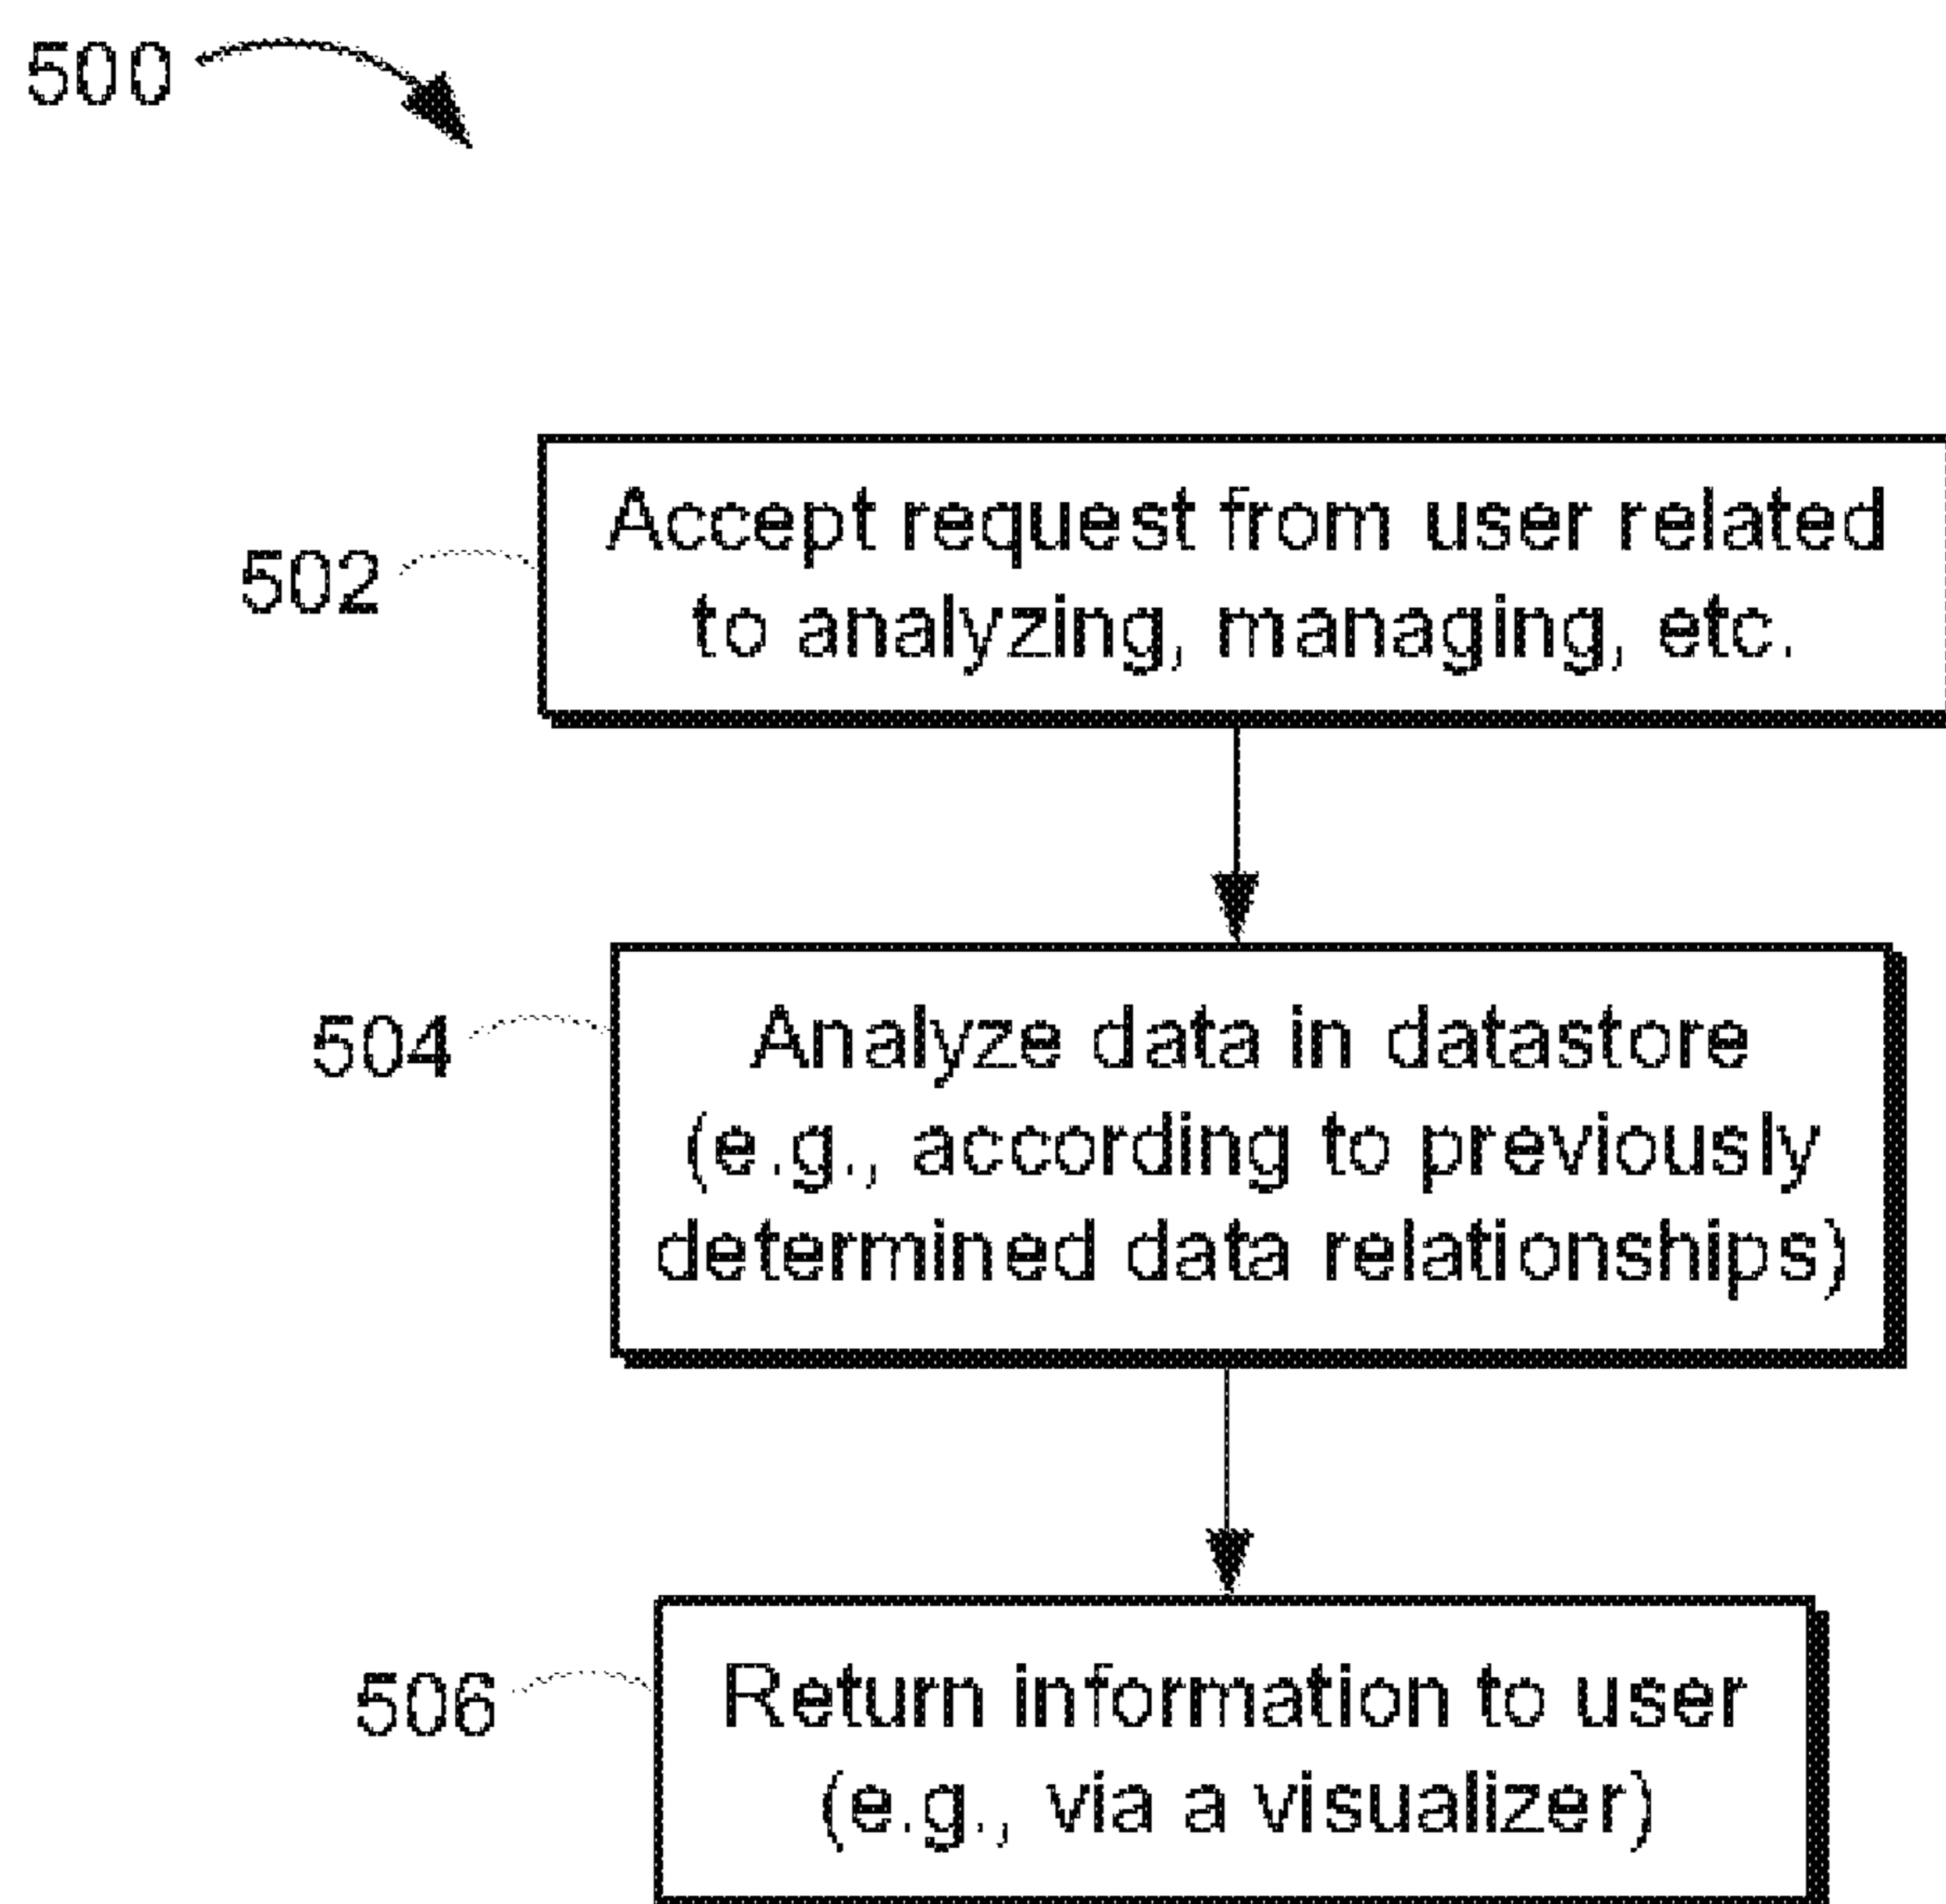 500
502
Accept request from user related
to analyzing, managing, etc.
504
Analyze data in datastore
(e.g., according to previously
determined data relationships)
506
Return information to user
(e.g., via a visualizer)